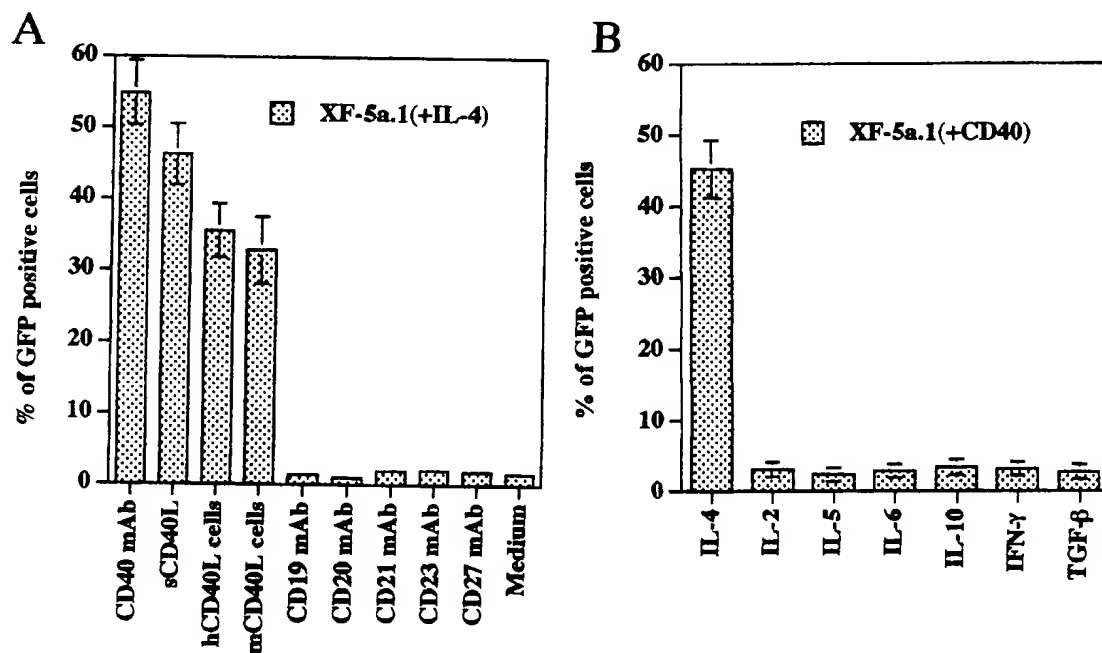 A
% of GFP positive cells
60
50
40
30
20
10
0
XF-5a.1(+IL-4)
CD40 mAb
sCD40L
hCD40L cells
mCD40L cells
CD19 mAb
CD20 mAb
CD21 mAb
CD23 mAb
CD27 mAb
Medium
B
% of GFP positive cells
60
50
40
30
20
10
0
XF-5a.1(+CD40)
IL-4
IL-2
IL-5
IL-6
IL-10
IFN-γ
TGF-β